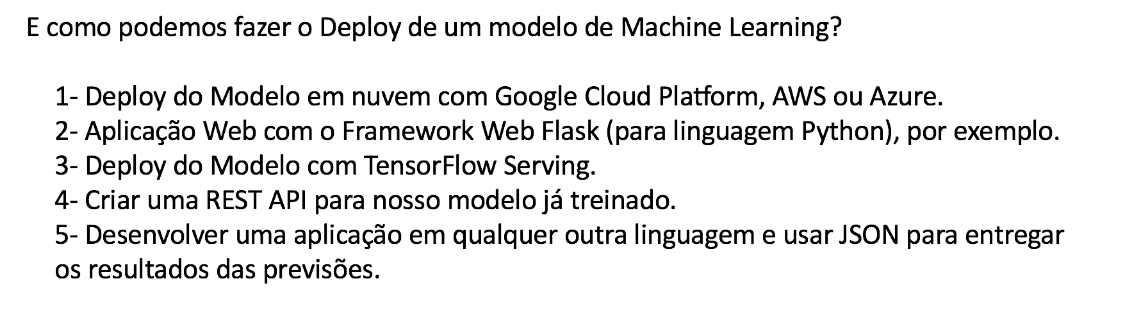 E como podemos fazer o Deploy de um modelo de Machine Learning?
1- Deploy do Modelo em nuvem com Google Cloud Platform, AWS ou Azure.
2- Aplicação Web com o Framework Web Flask (para linguagem Python), por exemplo.
3- Deploy do Modelo com TensorFlow Serving.
4- Criar uma REST API para nosso modelo já treinado.
5- Desenvolver uma aplicação em qualquer outra linguagem e usar JSON para entregar
os resultados das previsões.